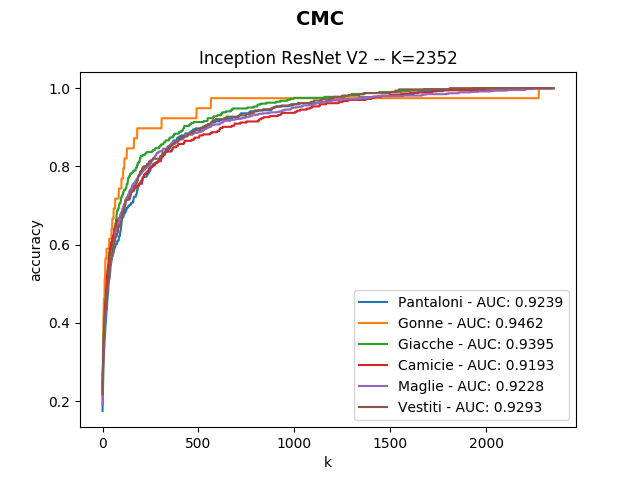 CMC
Inception ResNet V2 -- K=2352
1.0
0.8
0.6
0.4
0.2
accuracy
Pantaloni - AUC: 0.9239
Gonne - AUC: 0.9462
Giacche - AUC: 0.9395
Camicie - AUC: 0.9193
Maglie - AUC: 0.9228
Vestiti - AUC: 0.9293
0 500 1000 1500 2000
k